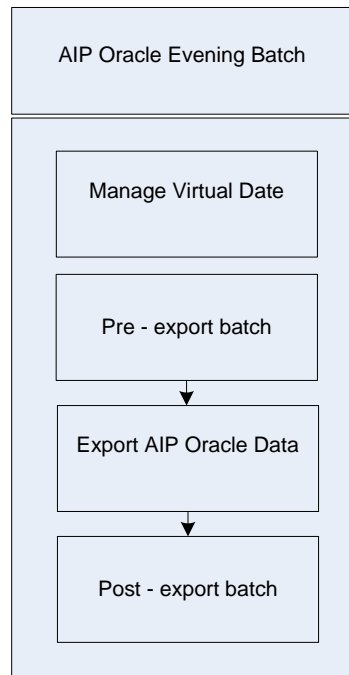 AIP Oracle Evening Batch
Manage Virtual Date
Pre - export batch
Export AIP Oracle Data
Post - export batch